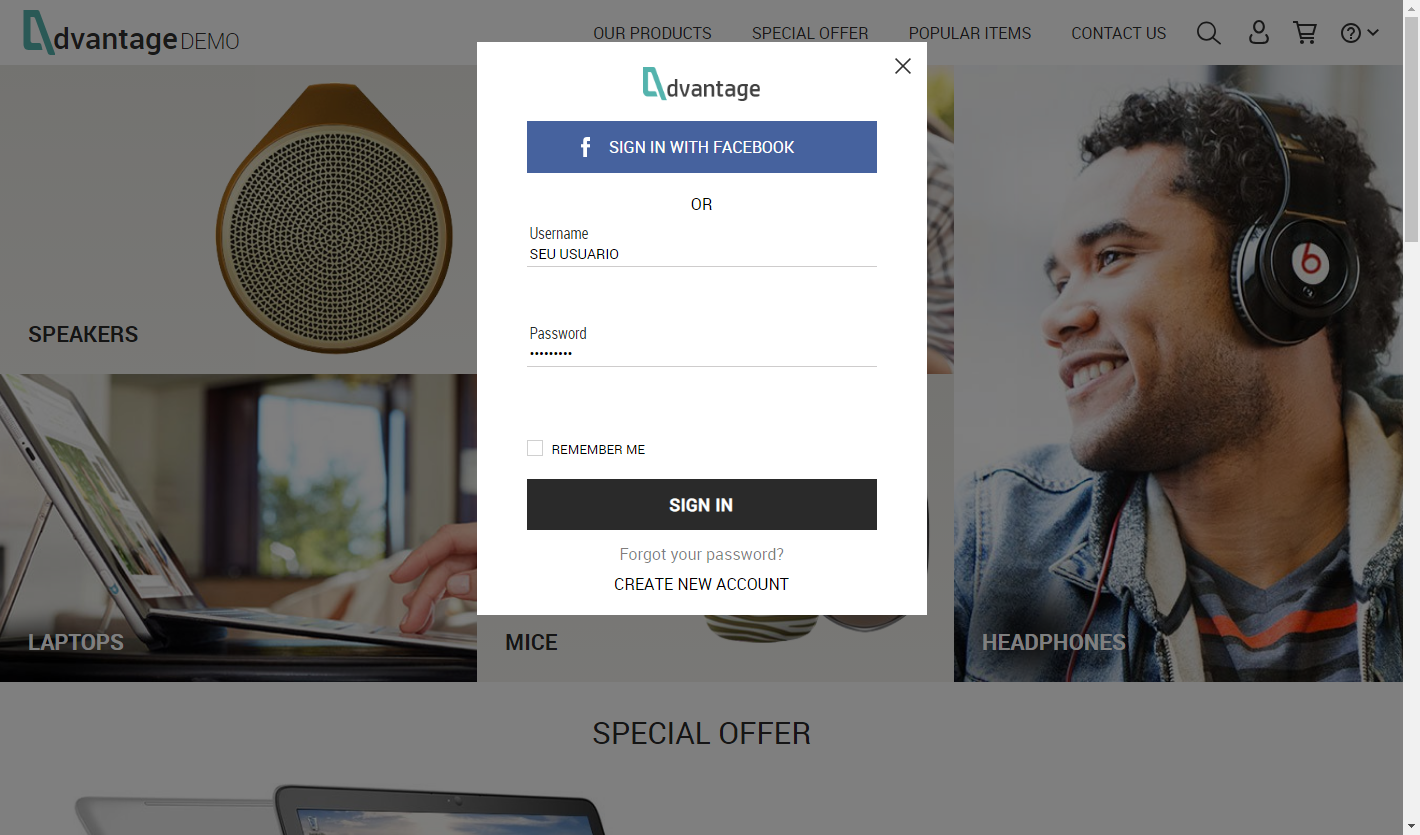 dvantage DEMO
OUR PRODUCTS SPECIAL OFFER POPULAR ITEMS CONTACT US
dvantage
SIGN IN WITH FACEBOOK
OR
Username
SEU USUARIO
Password
•••••••••
REMEMBER ME
SIGN IN
Forgot your password?
CREATE NEW ACCOUNT
SPEAKERS
LAPTOPS
MICE
HEADPHONES
SPECIAL OFFER